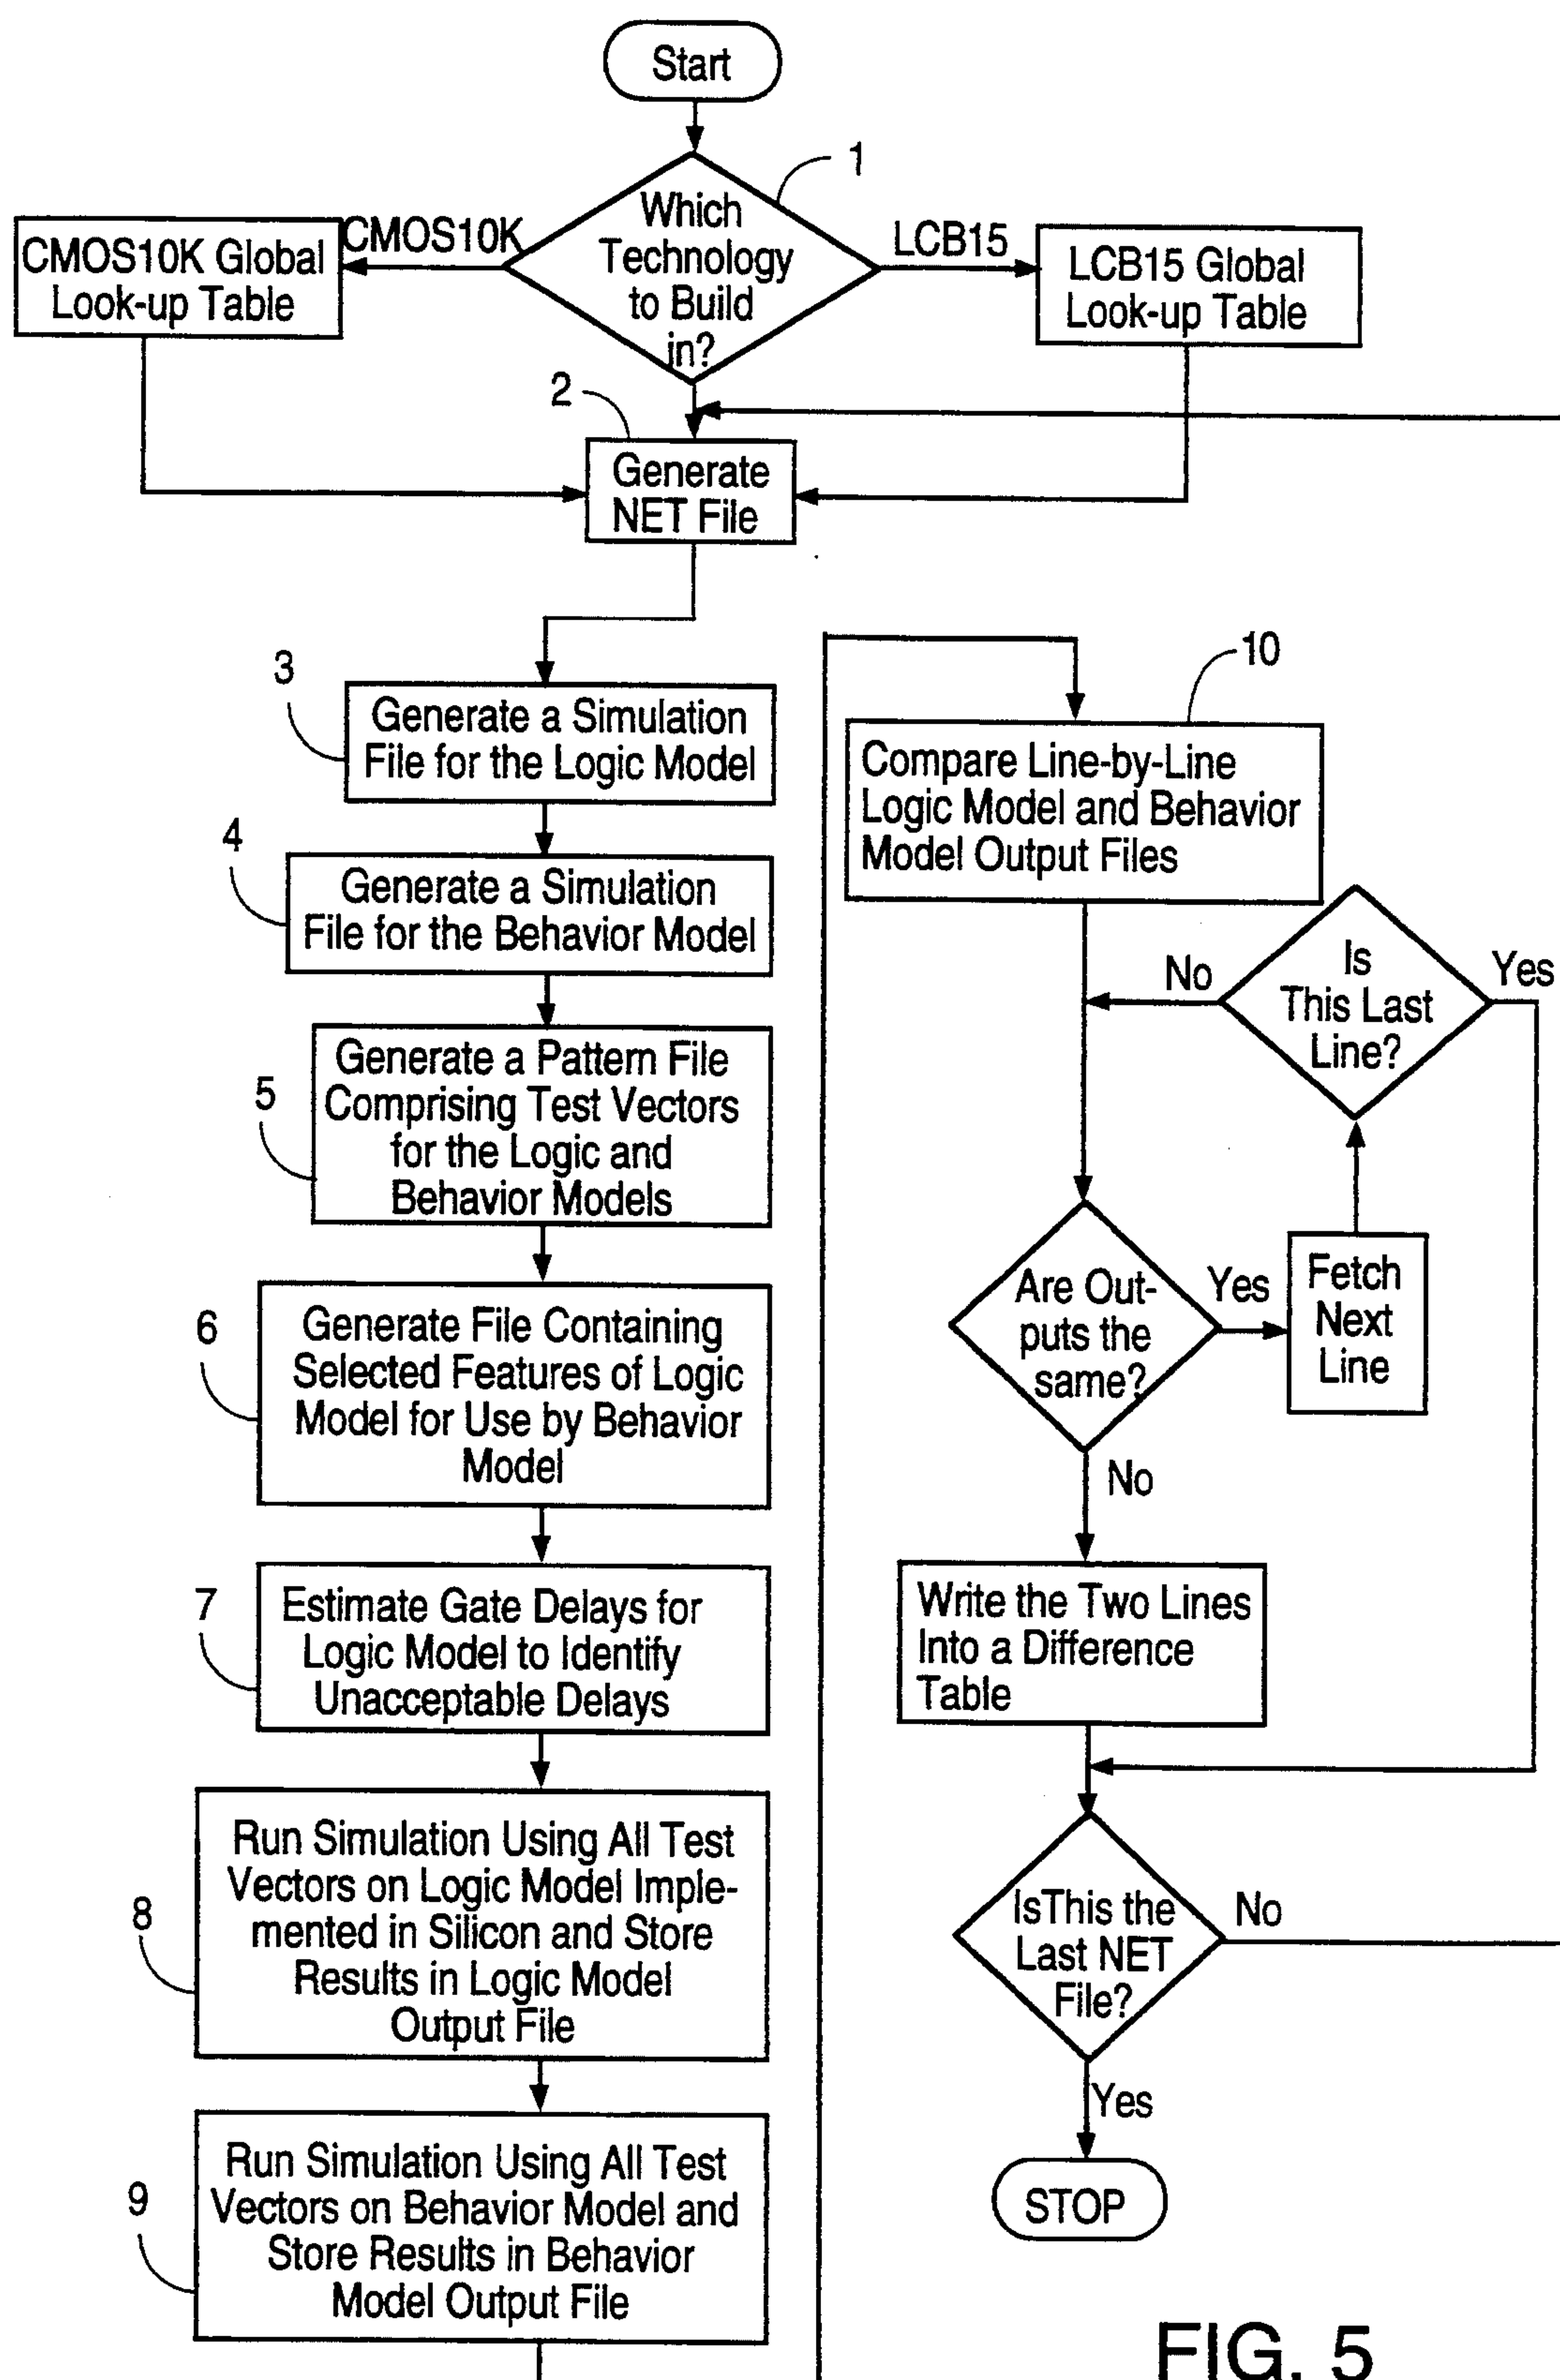 Start
1
Which
Technology
to Build
in?
CMOS10K
LCB15
CMOS10K Global
Look-up Table
LCB15 Global
Look-up Table
2
Generate
NET File
3
Generate a Simulation
File for the Logic Model
4
Generate a Simulation
File for the Behavior Model
5
Generate a Pattern File
Comprising Test Vectors
for the Logic and
Behavior Models
6
Generate File Containing
Selected Features of Logic
Model for Use by Behavior
Model
7
Estimate Gate Delays for
Logic Model to Identify
Unacceptable Delays
8
Run Simulation Using All Test
Vectors on Logic Model Imple-
mented in Silicon and Store
Results in Logic Model
Output File
9
Run Simulation Using All Test
Vectors on Behavior Model and
Store Results in Behavior
Model Output File
10
Compare Line-by-Line
Logic Model and Behavior
Model Output Files
Is
This Last
Line?
No
Yes
Are Out-
puts the
same?
Yes
Fetch
Next
Line
No
Write the Two Lines
Into a Difference
Table
IsThis the
Last NET
File?
No
Yes
STOP
FIG. 5